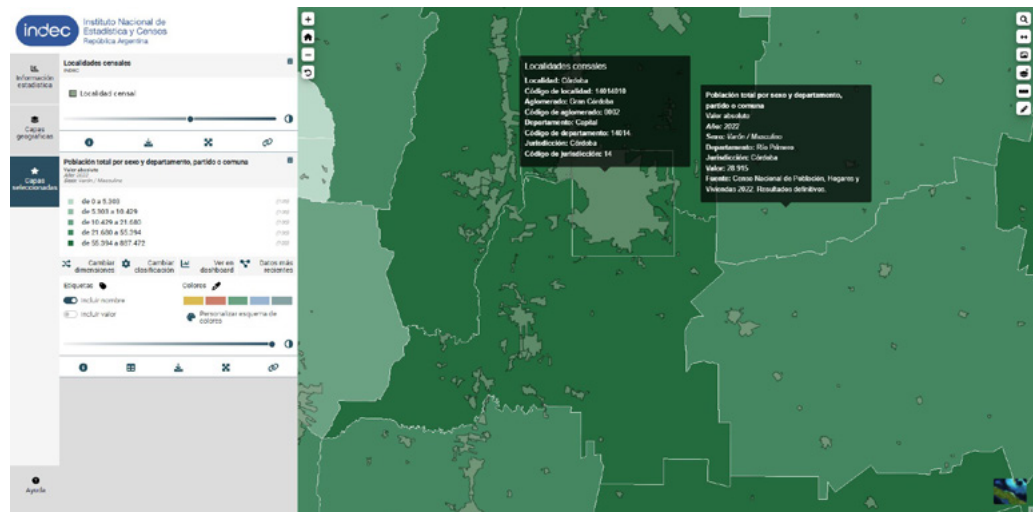 indec
Instituto Nacional de
Estadística y Censos
República Argentina
Información
estadística
Capas
geográficas
Capas
seleccionadas
Ayuda
Localidades censales
INDEC
Localidad censal
Población total por sexo y departamento, partido o comuna
Valor absoluto
Año: 2022
Sexo: Varón / Masculino
de 0 a 5.303
de 5.303 a 10.429
de 10.429 a 21.680
de 21.680 a 55.394
de 55.394 a 887.472
Cambiar
dimensiones
Cambiar
clasificación
Ver en
dashboard
Datos más
recientes
Etiquetas
Colores
Incluir nombre
Incluir valor
Personalizar esquema de
colores
Localidades censales
Localidad: Córdoba
Código de localidad: 14014010
Aglomerado: Gran Córdoba
Código de aglomerado: 0002
Departamento: Capital
Código de departamento: 14014
Jurisdicción: Córdoba
Código de jurisdicción: 14
Población total por sexo y departamento,
partido o comuna
Valor absoluto
Año: 2022
Sexo: Varón / Masculino
Departamento: Río Primero
Jurisdicción: Córdoba
Valor: 28.915
Fuente: Censo Nacional de Población, Hogares y
Viviendas 2022. Resultados definitivos.